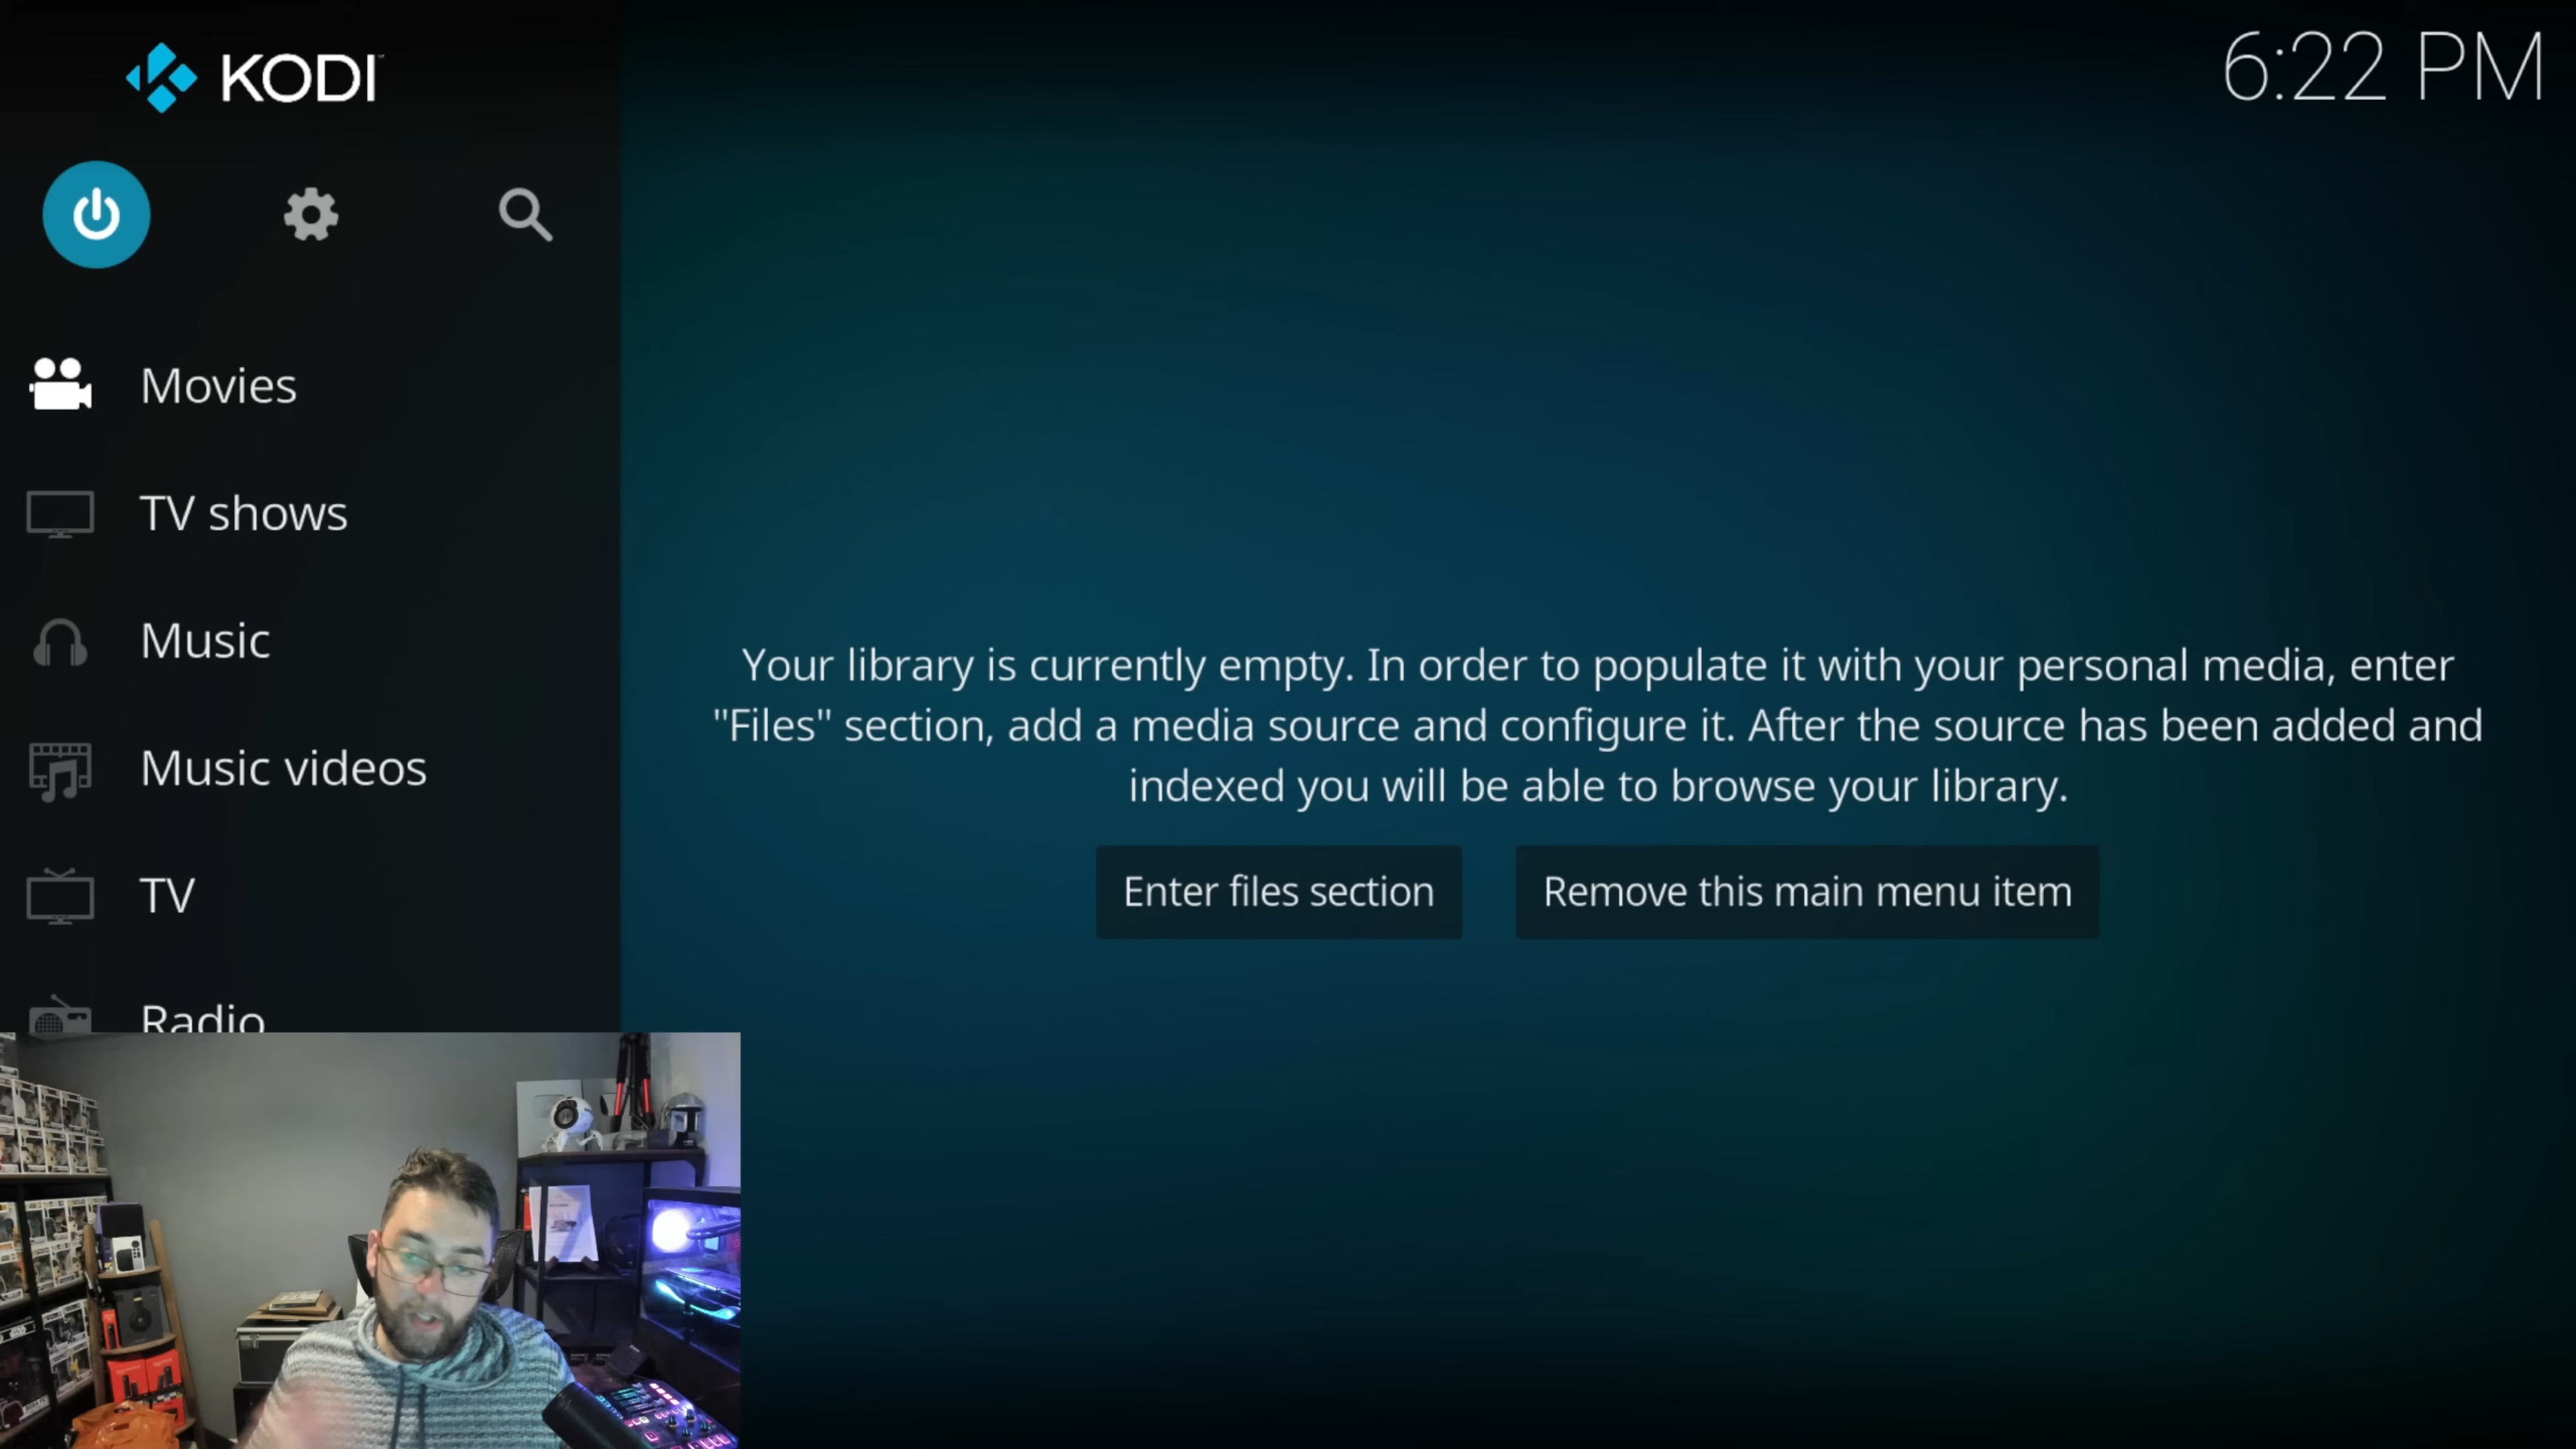 KODI
6:22 PM
Movies
TV shows
Music
Music videos
TV
Radio
Your library is currently empty. In order to populate it with your personal media, enter
"Files" section, add a media source and configure it. After the source has been added and
indexed you will be able to browse your library.
Enter files section
Remove this main menu item